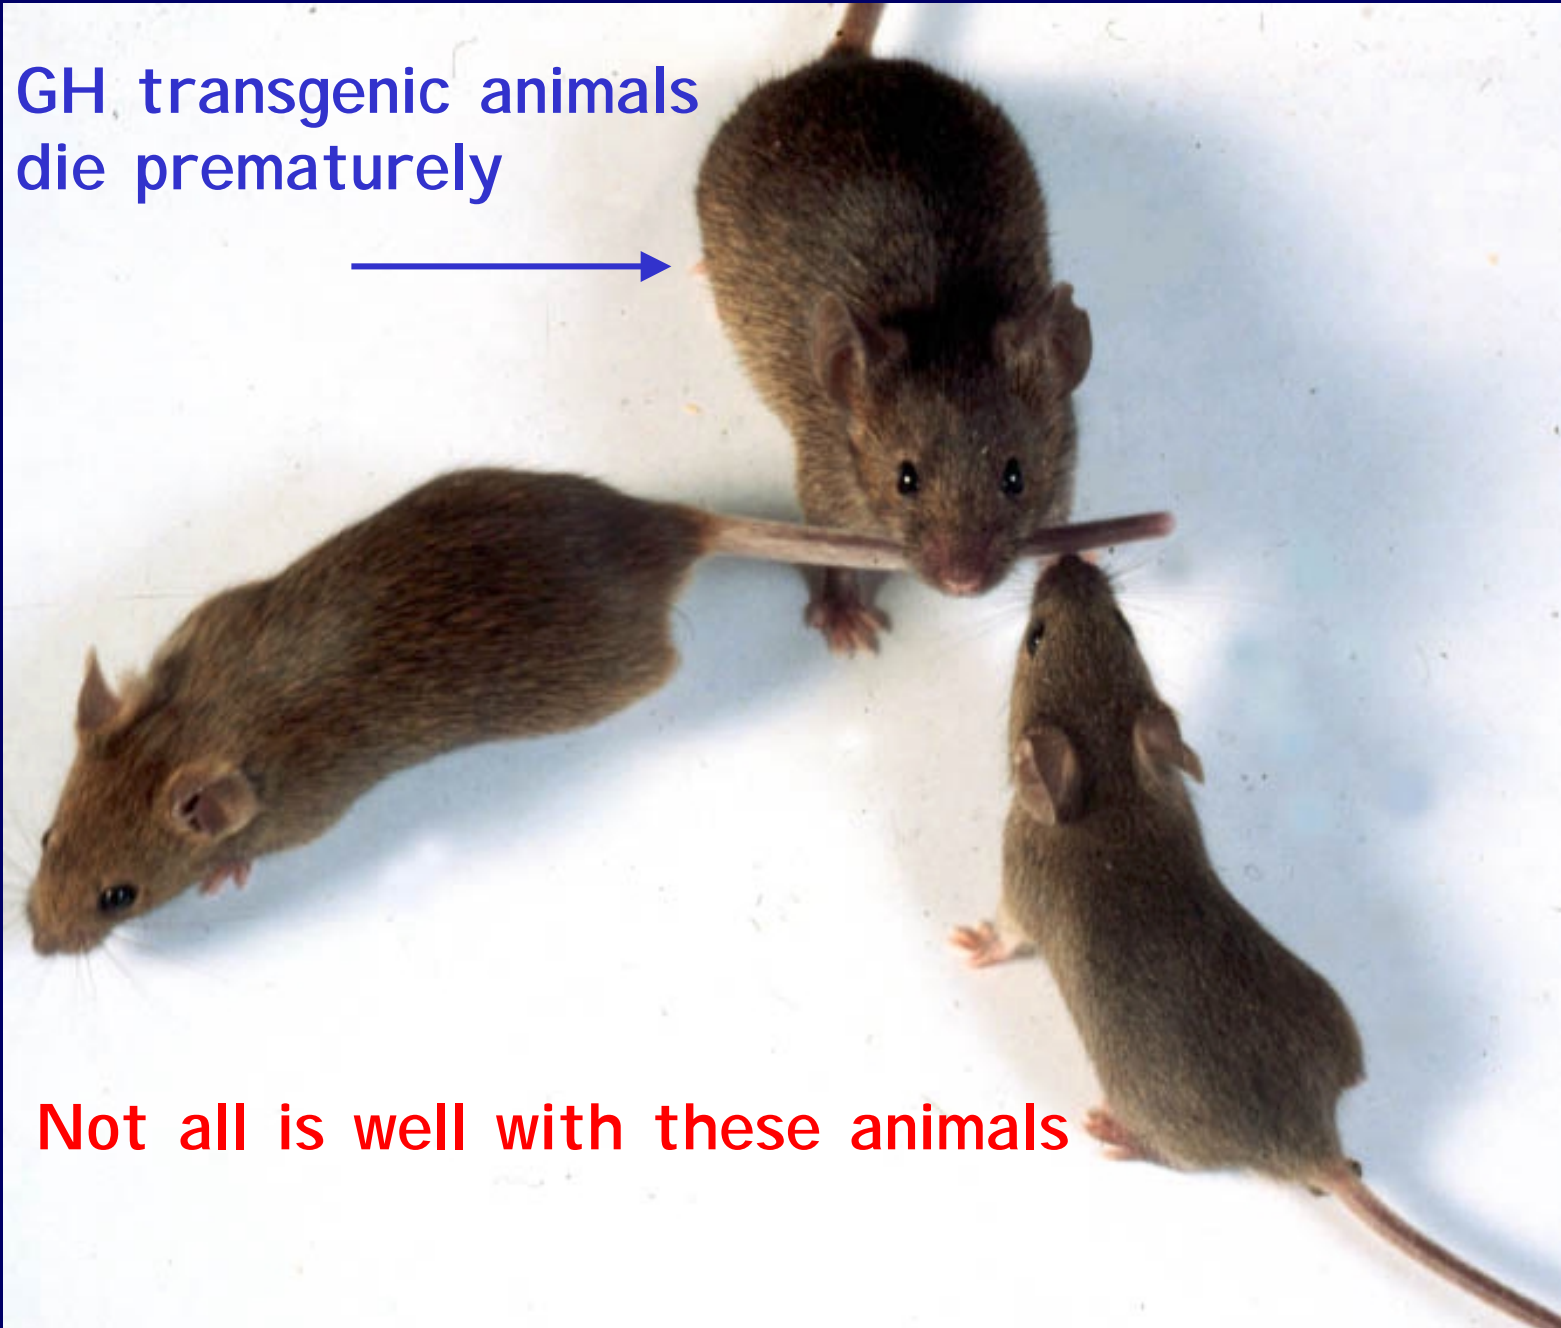 GH transgenic animals
die prematurely
Not all is well with these animals